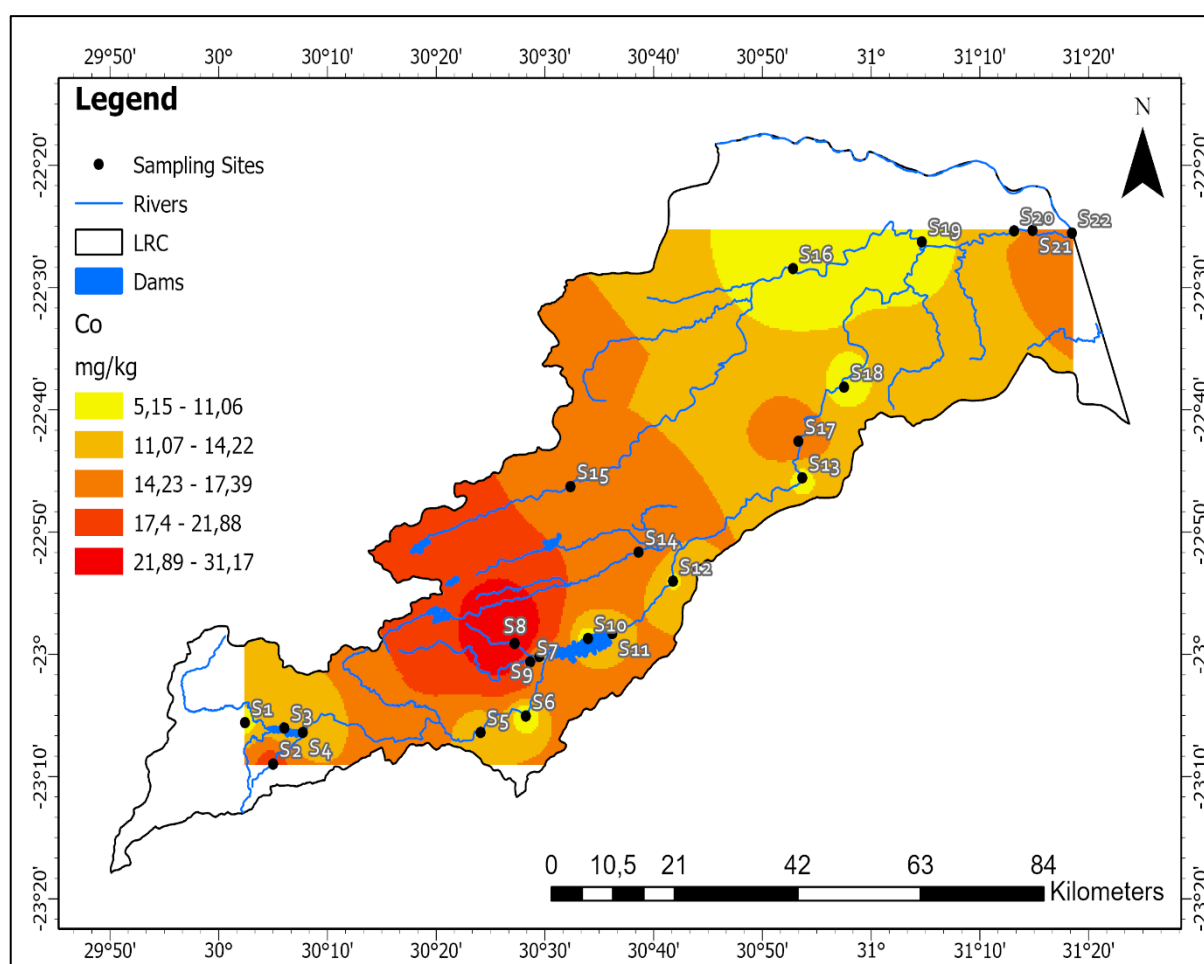 29°50' 30° 30°10' 30°20' 30°30' 30°40' 30°50' 31° 31°10' 31°20'
Legend
Sampling Sites
Rivers
LRC
Dams
Co
mg/kg
5,15 - 11,06
11,07 - 14,22
14,23 - 17,39
17,4 - 21,88
21,89 - 31,17
N
-22°20' -22°20'
-22°30' -22°30'
-22°40' -22°40'
-22°50' -22°50'
-23° -23°
-23°10' -23°10'
-23°20' -23°20'
S20 S22
S19
S21
S16
S18
S17
S13
S15
S14
S12
S8 S10
S7
S11
S9
S6
S1 S5
S3
S2 S4
0 10,5 21 42 63 84
Kilometers
29°50' 30° 30°10' 30°20' 30°30' 30°40' 30°50' 31° 31°10' 31°20'